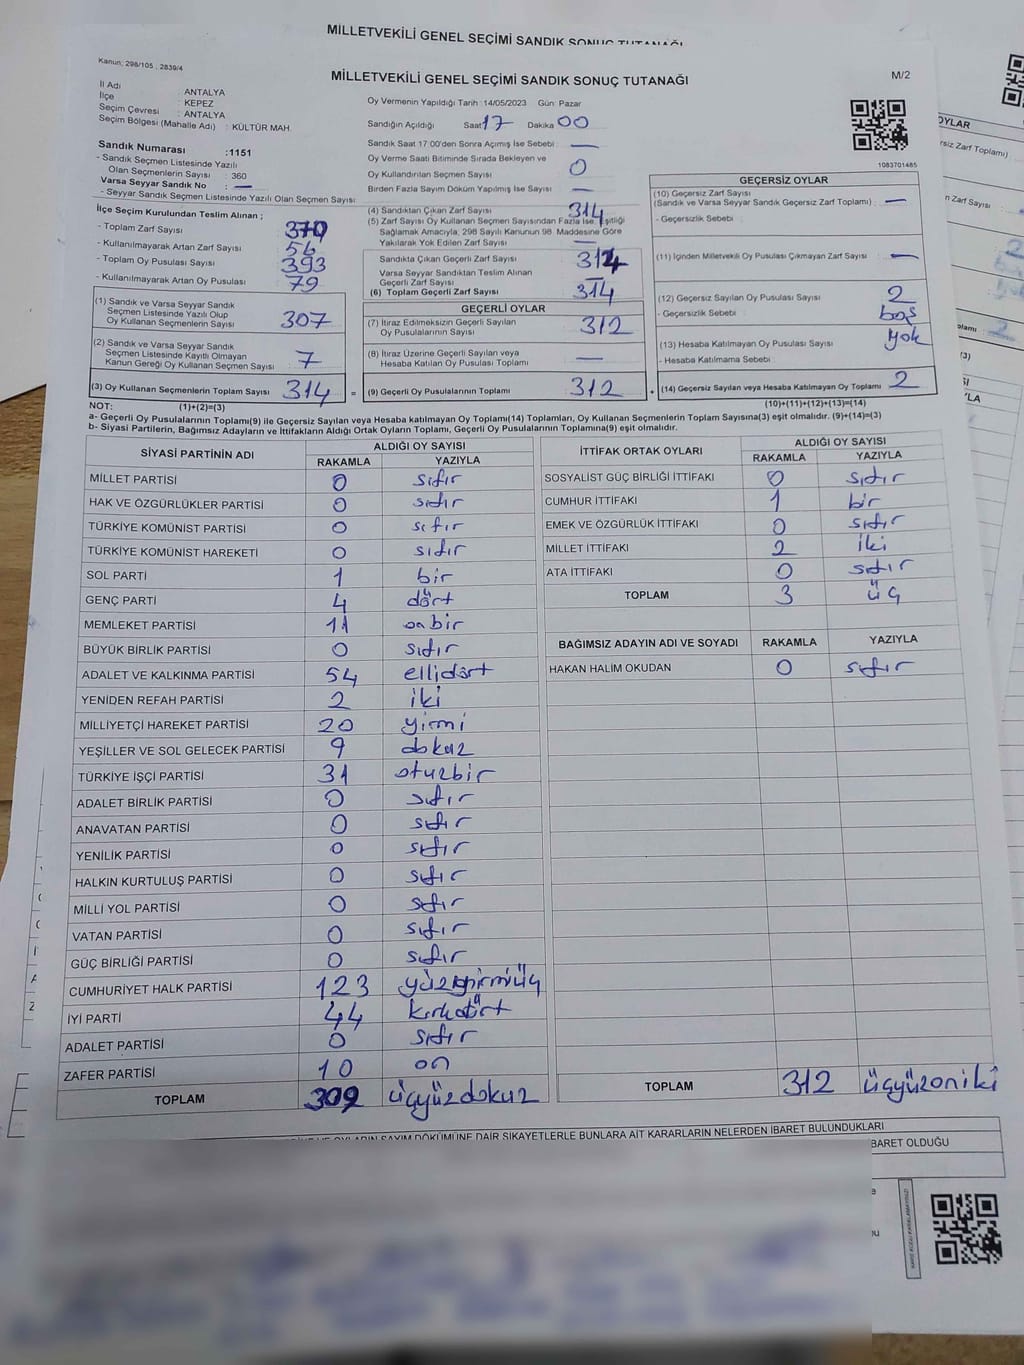 MİLLETVEKİLİ GENEL SEÇİMİ SANDIK SONUÇ TUTANAĞI
Kanun; 298/105 , 2839/4
MİLLETVEKİLİ GENEL SEÇİMİ SANDIK SONUÇ TUTANAĞI
M/2
İl Adı : ANTALYA
İlçe : KEPEZ
Seçim Çevresi : ANTALYA
Seçim Bölgesi (Mahalle Adı) : KÜLTÜR MAH.
Sandık Numarası :1151
- Sandık Seçmen Listesinde Yazılı
Olan Seçmenlerin Sayısı : 360
Varsa Seyyar Sandık No : —
- Seyyar Sandık Seçmen Listesinde Yazılı Olan Seçmen Sayısı
Oy Vermenin Yapıldığı Tarih :14/05/2023 Gün: Pazar
Sandığın Açıldığı Saat 17 Dakika 00
Sandık Saat 17:00'den Sonra Açılmış İse Sebebi : —
Oy Verme Saati Bitiminde Sırada Bekleyen ve
Oy Kullandırılan Seçmen Sayısı 0
Birden Fazla Sayım Döküm Yapılmış İse Sayısı —
1083701485
İlçe Seçim Kurulundan Teslim Alınan ;
- Toplam Zarf Sayısı 370
- Kullanılmayarak Artan Zarf Sayısı 56
- Toplam Oy Pusulası Sayısı 393
- Kullanılmayarak Artan Oy Pusulası 79
(1) Sandık ve Varsa Seyyar Sandık
Seçmen Listesinde Yazılı Olup
Oy Kullanan Seçmenlerin Sayısı 307
(2) Sandık ve Varsa Seyyar Sandık
Seçmen Listesinde Kayıtlı Olmayan
Kanun Gereği Oy Kullanan Seçmen Sayısı 7
(3) Oy Kullanan Seçmenlerin Toplam Sayısı 314 =
(1)+(2)=(3)
(4) Sandıktan Çıkan Zarf Sayısı 314
(5) Zarf Sayısı Oy Kullanan Seçmen Sayısından Fazla İse, Eşitliği
Sağlamak Amacıyla; 298 Sayılı Kanunun 98. Maddesine Göre
Yakılarak Yok Edilen Zarf Sayısı —
Sandıkta Çıkan Geçerli Zarf Sayısı 314
Varsa Seyyar Sandıktan Teslim Alınan
Geçerli Zarf Sayısı —
(6) Toplam Geçerli Zarf Sayısı 314
GEÇERLİ OYLAR
(7) İtiraz Edilmeksizin Geçerli Sayılan
Oy Pusulalarının Sayısı 312
(8) İtiraz Üzerine Geçerli Sayılan veya
Hesaba Katılan Oy Pusulası Toplamı —
(9) Geçerli Oy Pusulalarının Toplamı 312 +
GEÇERSİZ OYLAR
(10) Geçersiz Zarf Sayısı
(Sandık ve Varsa Seyyar Sandık Geçersiz Zarf Toplamı) : —
- Geçersizlik Sebebi :
(11) İçinden Milletvekili Oy Pusulası Çıkmayan Zarf Sayısı : —
(12) Geçersiz Sayılan Oy Pusulası Sayısı : 2
- Geçersizlik Sebebi : boş
(13) Hesaba Katılmayan Oy Pusulası Sayısı : yok
- Hesaba Katılmama Sebebi :
(14) Geçersiz Sayılan veya Hesaba Katılmayan Oy Toplamı 2
(10)+(11)+(12)+(13)=(14)
NOT:
a- Geçerli Oy Pusulalarının Toplamı(9) ile Geçersiz Sayılan veya Hesaba katılmayan Oy Toplamı(14) Toplamları, Oy Kullanan Seçmenlerin Toplam Sayısına(3) eşit olmalıdır. (9)+(14)=(3)
b- Siyasi Partilerin, Bağımsız Adayların ve İttifakların Aldığı Ortak Oyların Toplamı, Geçerli Oy Pusulalarının Toplamına(9) eşit olmalıdır.
SİYASİ PARTİNİN ADI ALDIĞI OY SAYISI
RAKAMLA YAZIYLA
MİLLET PARTİSİ 0 sıfır
HAK VE ÖZGÜRLÜKLER PARTİSİ 0 sıfır
TÜRKİYE KOMÜNİST PARTİSİ 0 sıfır
TÜRKİYE KOMÜNİST HAREKETİ 0 sıfır
SOL PARTİ 1 bir
GENÇ PARTİ 4 dört
MEMLEKET PARTİSİ 11 onbir
BÜYÜK BİRLİK PARTİSİ 0 sıfır
ADALET VE KALKINMA PARTİSİ 54 ellidört
YENİDEN REFAH PARTİSİ 2 iki
MİLLİYETÇİ HAREKET PARTİSİ 20 yirmi
YEŞİLLER VE SOL GELECEK PARTİSİ 9 dokuz
TÜRKİYE İŞÇİ PARTİSİ 31 otuzbir
ADALET BİRLİK PARTİSİ 0 sıfır
ANAVATAN PARTİSİ 0 sıfır
YENİLİK PARTİSİ 0 sıfır
HALKIN KURTULUŞ PARTİSİ 0 sıfır
MİLLİ YOL PARTİSİ 0 sıfır
VATAN PARTİSİ 0 sıfır
GÜÇ BİRLİĞİ PARTİSİ 0 sıfır
CUMHURİYET HALK PARTİSİ 123 yüzyirmiüç
İYİ PARTİ 44 kırkdört
ADALET PARTİSİ 0 sıfır
ZAFER PARTİSİ 10 on
TOPLAM 309 üçyüzdokuz
İTTİFAK ORTAK OYLARI ALDIĞI OY SAYISI
RAKAMLA YAZIYLA
SOSYALİST GÜÇ BİRLİĞİ İTTİFAKI 0 sıfır
CUMHUR İTTİFAKI 1 bir
EMEK VE ÖZGÜRLÜK İTTİFAKI 0 sıfır
MİLLET İTTİFAKI 2 iki
ATA İTTİFAKI 0 sıfır
TOPLAM 3 üç
BAĞIMSIZ ADAYIN ADI VE SOYADI RAKAMLA YAZIYLA
HAKAN HALİM OKUDAN 0 sıfır
TOPLAM 312 üçyüzoniki
OYLARIN SAYIM DÖKÜMÜNE DAİR ŞİKAYETLERLE BUNLARA AİT KARARLARIN NELERDEN İBARET BULUNDUKLARI
İBARET OLDUĞU